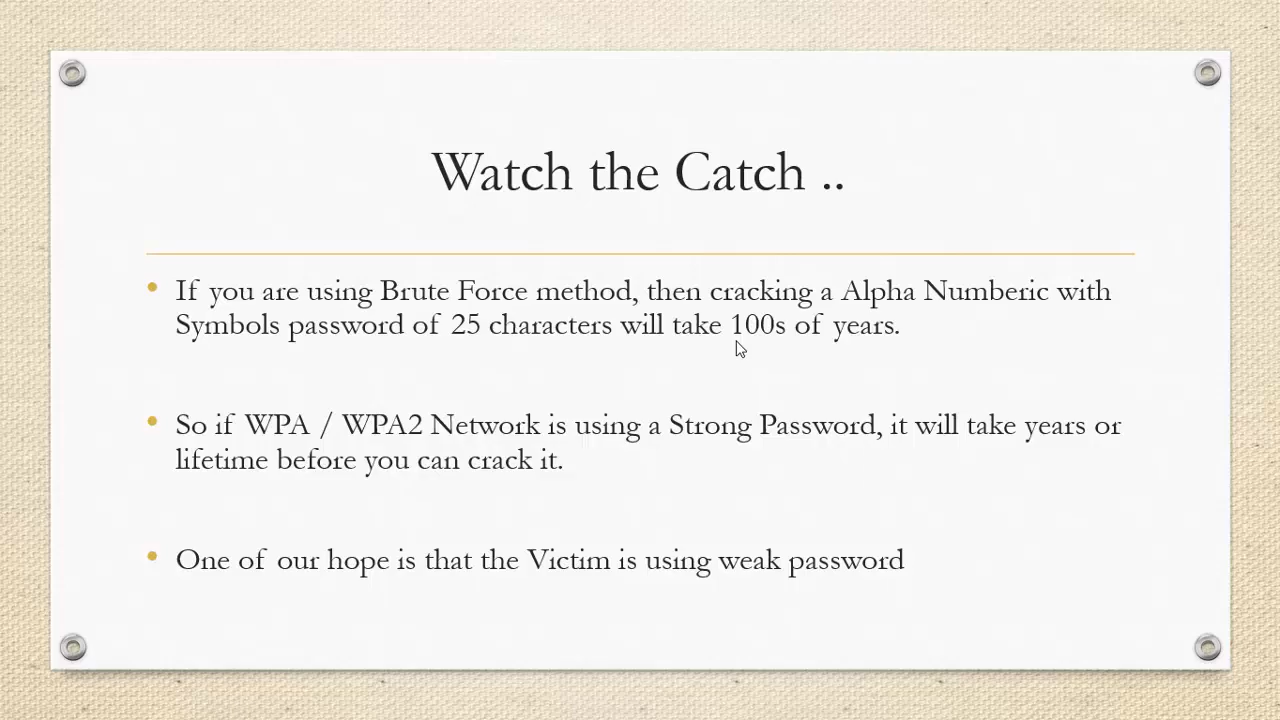 Watch the Catch ..
• If you are using Brute Force method, then cracking a Alpha Numberic with
Symbols password of 25 characters will take 100s of years.
• So if WPA / WPA2 Network is using a Strong Password, it will take years or
lifetime before you can crack it.
• One of our hope is that the Victim is using weak password